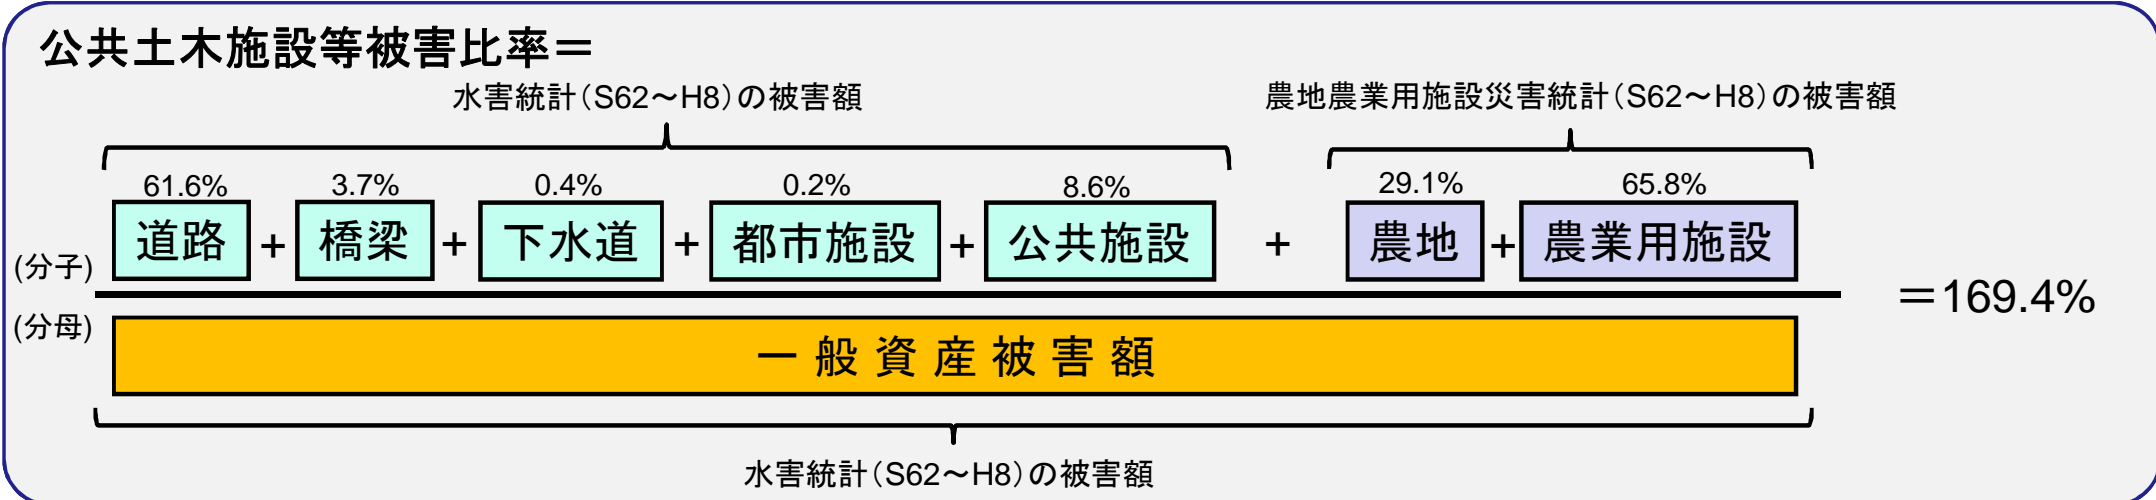 公共土木施設等被害比率＝
水害統計（S62～H8）の被害額
農地農業用施設災害統計（S62～H8）の被害額
61.6% 3.7% 0.4% 0.2% 8.6% 29.1% 65.8%
(分子) 道路 + 橋梁 + 下水道 + 都市施設 + 公共施設 + 農地 + 農業用施設
＝169.4%
(分母) 一般資産被害額
水害統計（S62～H8）の被害額